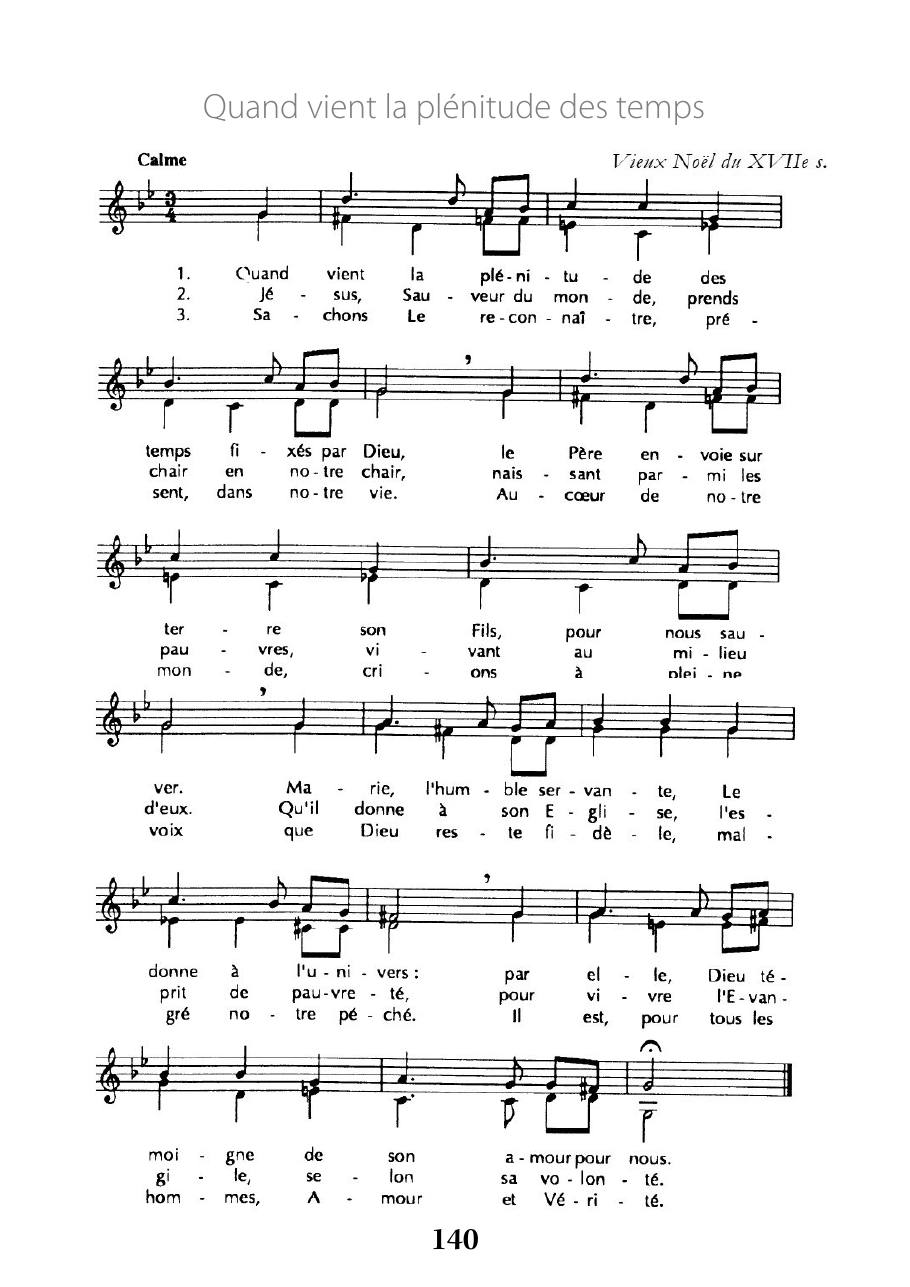 Quand vient la plénitude des temps
Calme
Vieux Noël du XVIIe s.
3
4
1. Quand vient la plé-ni - tu - de des
2. Jé - sus, Sau - veur du mon - de, prends
3. Sa - chons Le re-con-naî - tre, pré -
temps fi - xés par Dieu, le Père en - voie sur
chair en no-tre chair, nais - sant par - mi les
sent, dans no-tre vie. Au - cœur de no-tre
ter - re son Fils, pour nous sau -
pau - vres, vi - vant au mi - lieu
mon - de, cri - ons à plei - ne
ver. Ma - rie, l'hum - ble ser-van - te, Le
d'eux. Qu'il donne à son E - gli - se, l'es -
voix que Dieu res - te fi - dè - le, mal -
donne à l'u - ni - vers : par el - le, Dieu té -
prit de pau-vre - té, pour vi - vre l'E-van -
gré no - tre pé - ché. Il est, pour tous les
moi - gne de son a-mour pour nous.
gi - le, se - lon sa vo-lon - té.
hom - mes, A - mour et Vé-ri - té.
140